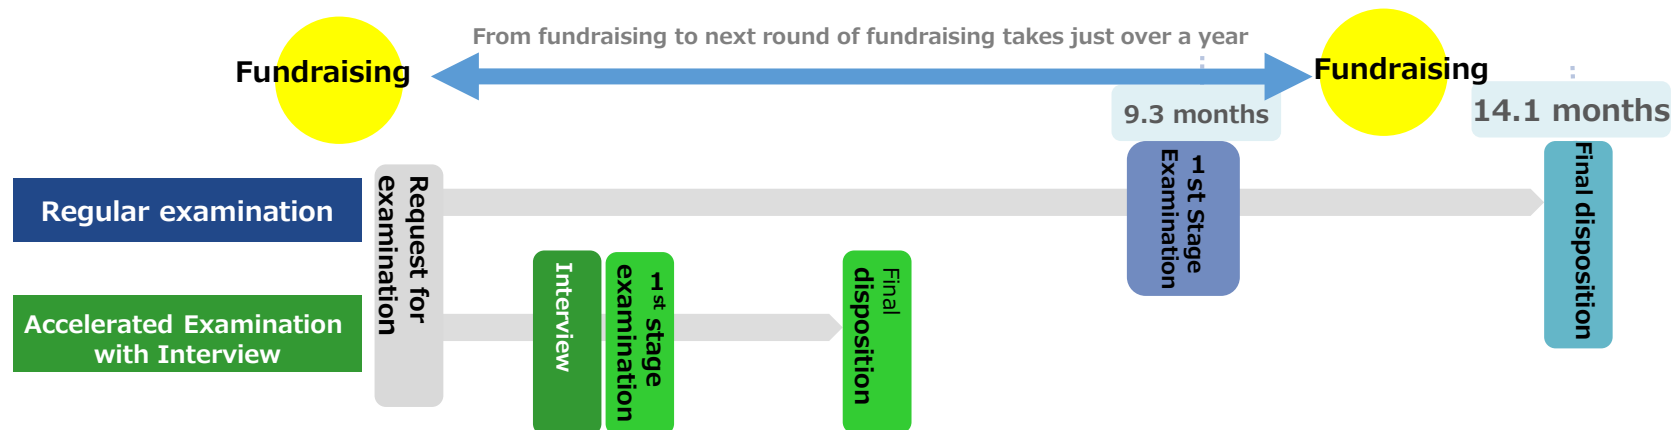 From fundraising to next round of fundraising takes just over a year
Fundraising
Fundraising
9.3 months
14.1 months
Regular examination
Request for
examination
1st Stage
Examination
Final disposition
Accelerated Examination
with Interview
Interview
1st stage
examination
Final
disposition